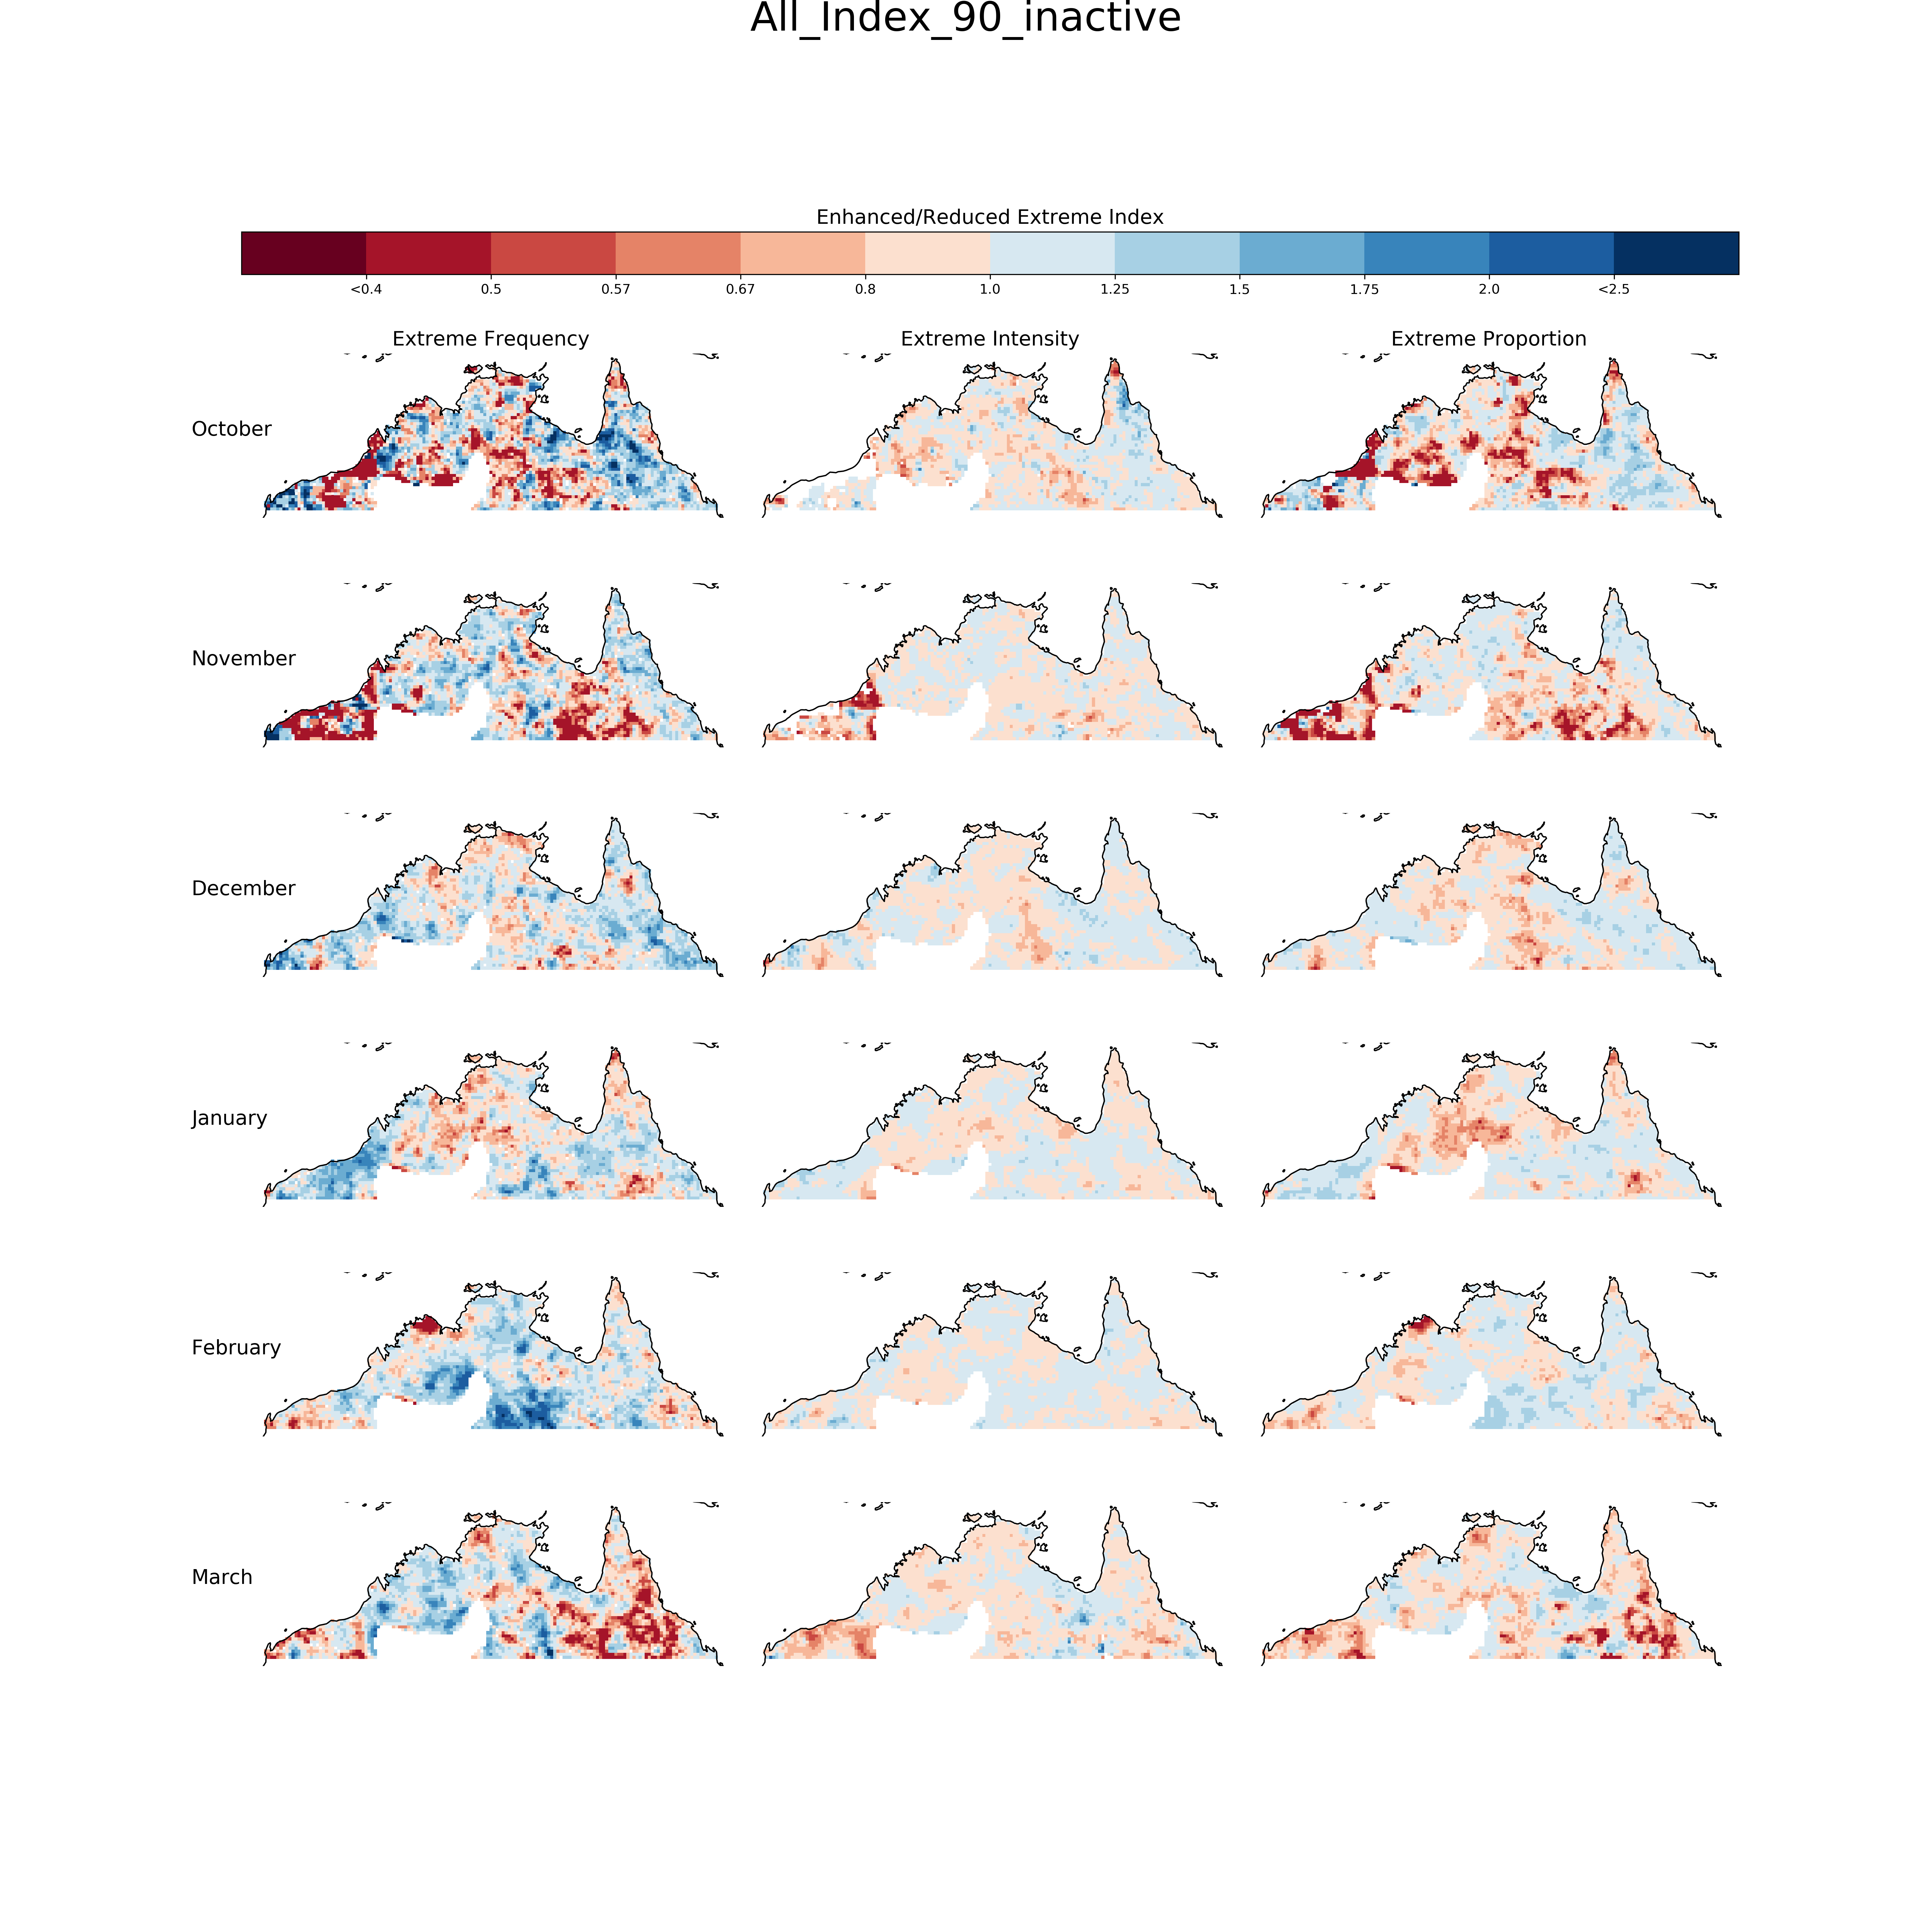 All_Index_90_inactive
Enhanced/Reduced Extreme Index
<0.4 0.5 0.57 0.67 0.8 1.0 1.25 1.5 1.75 2.0 <2.5
Extreme Frequency Extreme Intensity Extreme Proportion
October
November
December
January
February
March